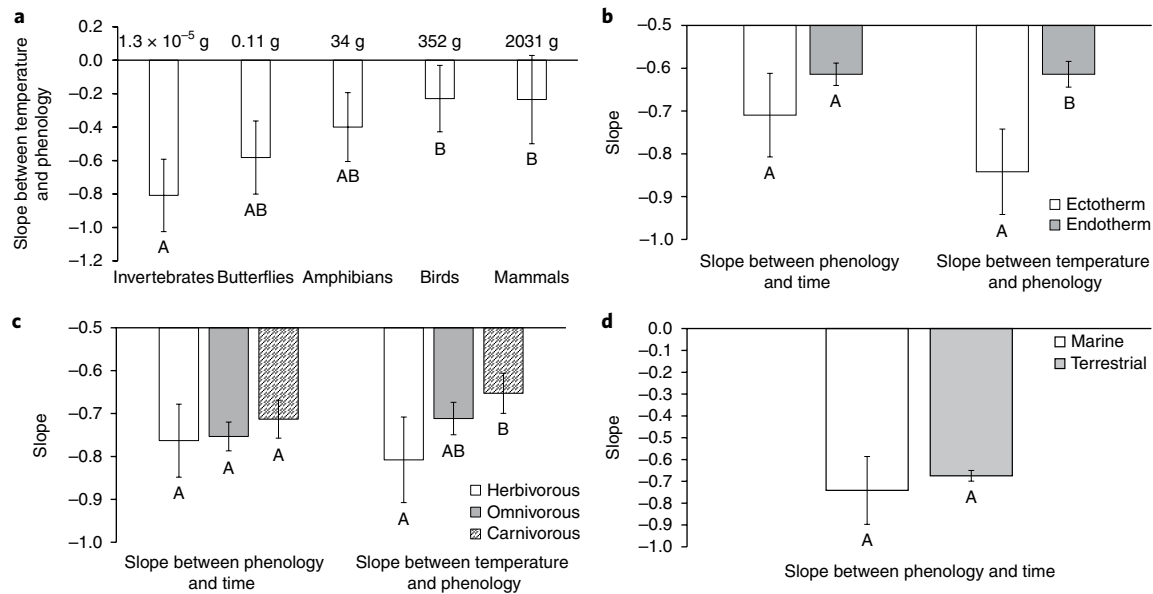 a
0.2
0.0
–0.2
–0.4
–0.6
–0.8
–1.0
–1.2
Slope between temperature
and phenology
1.3 × 10⁻⁵ g 0.11 g 34 g 352 g 2031 g
A AB AB B B
Invertebrates Butterflies Amphibians Birds Mammals
b
–0.5
–0.6
–0.7
–0.8
–0.9
–1.0
Slope
A A A B
Ectotherm
Endotherm
Slope between phenology
and time
Slope between temperature
and phenology
c
–0.5
–0.6
–0.7
–0.8
–0.9
–1.0
Slope
A A A A AB B
Herbivorous
Omnivorous
Carnivorous
Slope between phenology
and time
Slope between temperature
and phenology
d
0.0
–0.1
–0.2
–0.3
–0.4
–0.5
–0.6
–0.7
–0.8
–0.9
–1.0
Slope
Marine
Terrestrial
A A
Slope between phenology and time